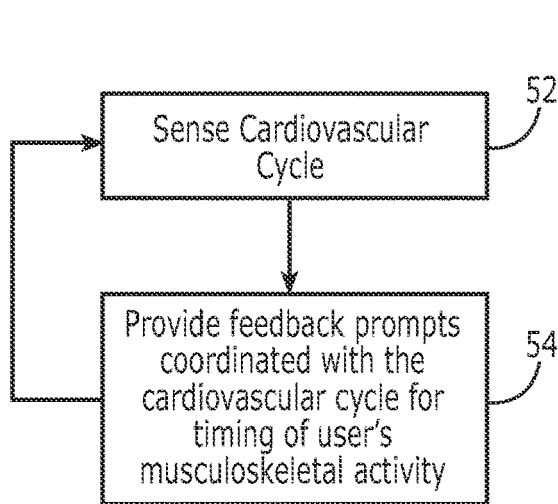 52
Sense Cardiovascular
Cycle
Provide feedback prompts
coordinated with the
cardiovascular cycle for
timing of user's
musculoskeletal activity
54